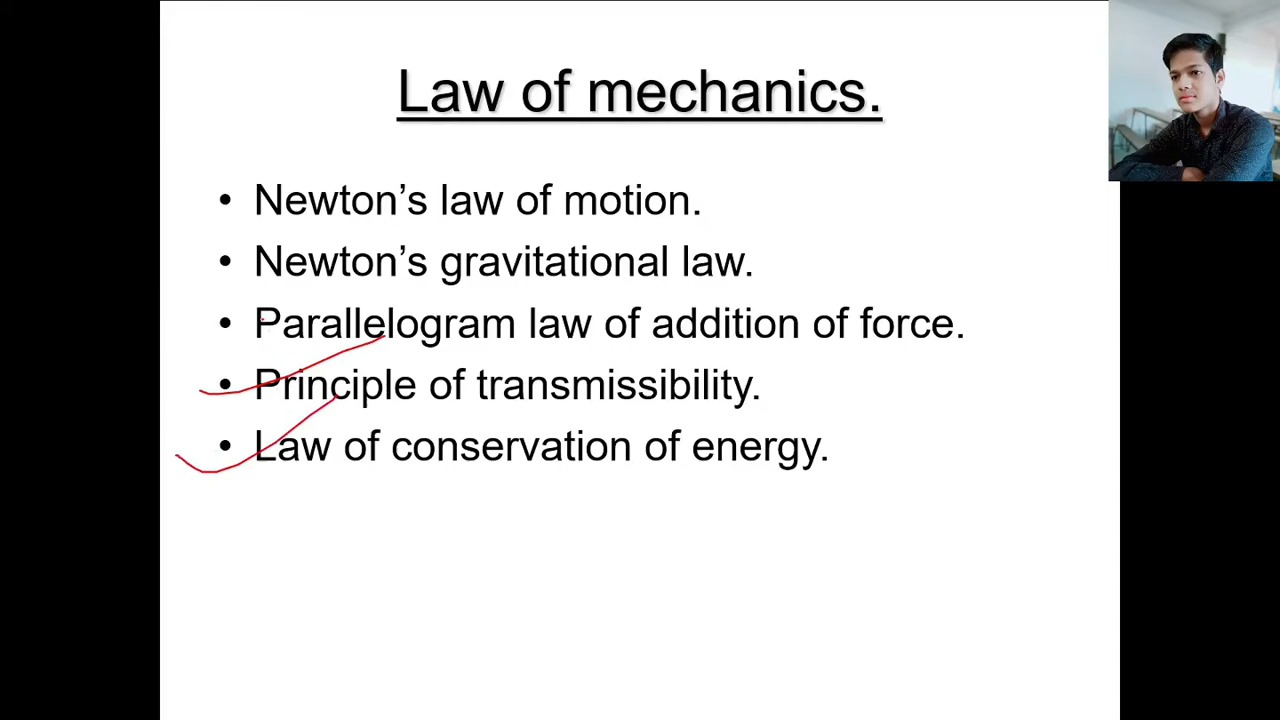 Law of mechanics.
• Newton’s law of motion.
• Newton’s gravitational law.
• Parallelogram law of addition of force.
• Principle of transmissibility.
• Law of conservation of energy.